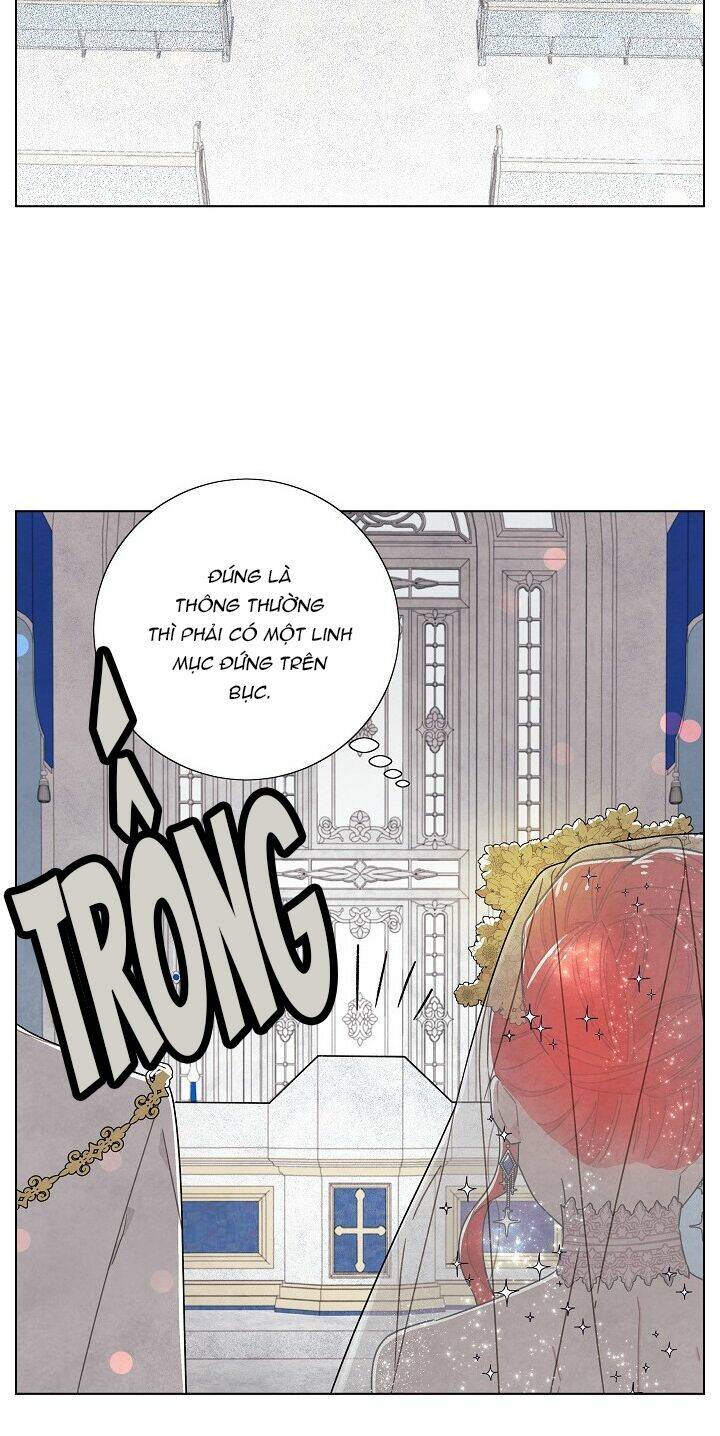 ĐÚNG LÀ
THÔNG THƯỜNG
THÌ PHẢI CÓ MỘT LINH
MỤC ĐỨNG TRÊN
BỤC.
TRỐNG